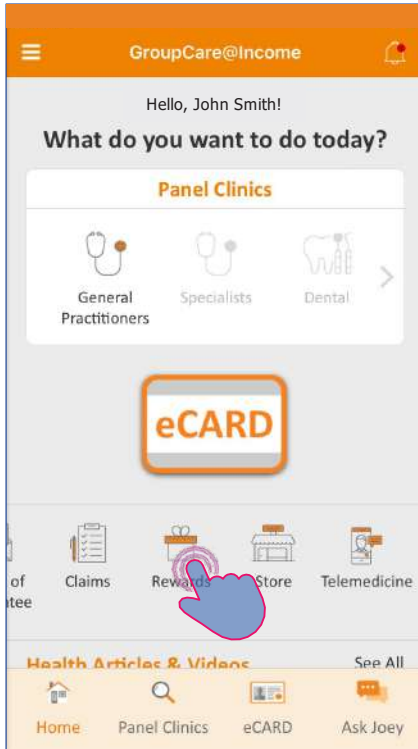 GroupCare@Income
Hello, John Smith!
What do you want to do today?
Panel Clinics
General Practitioners
Specialists
Dental
eCARD
of
tee
Claims
Rewards
Store
Telemedicine
Health Articles & Videos
See All
Home
Panel Clinics
eCARD
Ask Joey